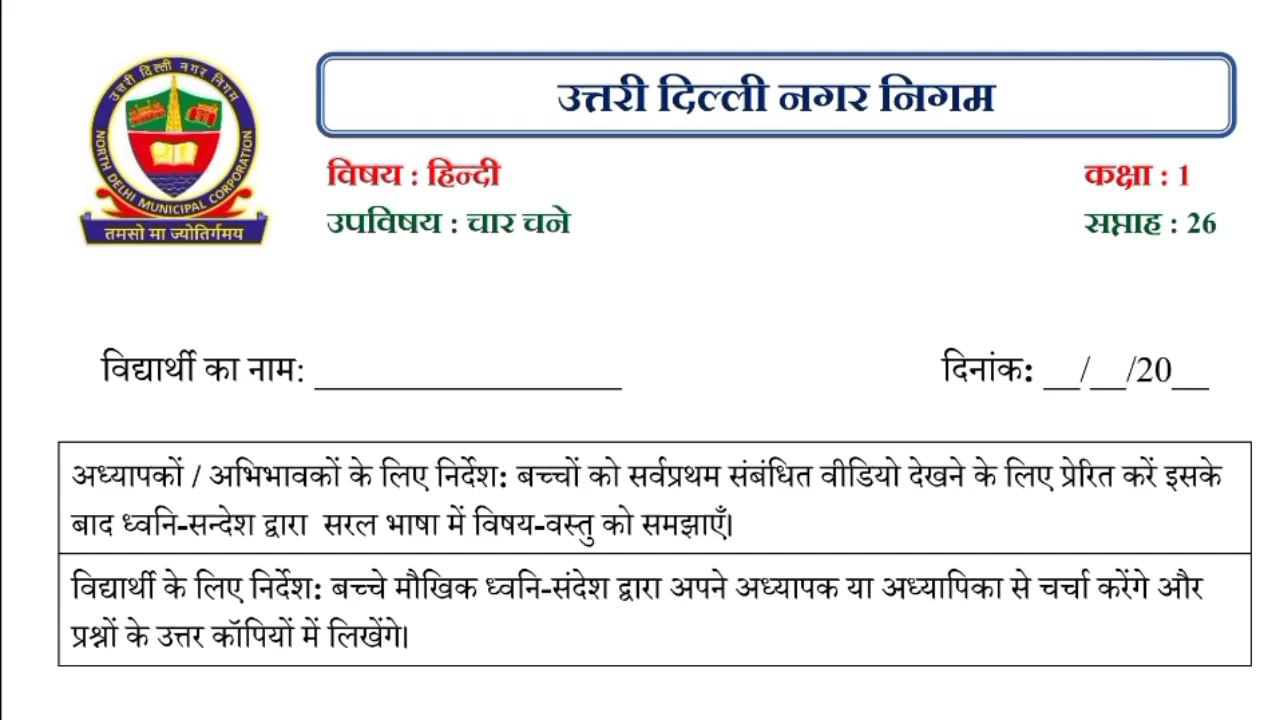 उत्तरी दिल्ली नगर निगम
NORTH DELHI MUNICIPAL CORPORATION
तमसो मा ज्योतिर्गमय
उत्तरी दिल्ली नगर निगम
विषय : हिन्दी
कक्षा : 1
उपविषय : चार चने
सप्ताह : 26
विद्यार्थी का नाम: _________________
दिनांक: __/__/20__
अध्यापकों / अभिभावकों के लिए निर्देश: बच्चों को सर्वप्रथम संबंधित वीडियो देखने के लिए प्रेरित करें इसके
बाद ध्वनि-सन्देश द्वारा सरल भाषा में विषय-वस्तु को समझाएँ।
विद्यार्थी के लिए निर्देश: बच्चे मौखिक ध्वनि-संदेश द्वारा अपने अध्यापक या अध्यापिका से चर्चा करेंगे और
प्रश्नों के उत्तर कॉपियों में लिखेंगे।